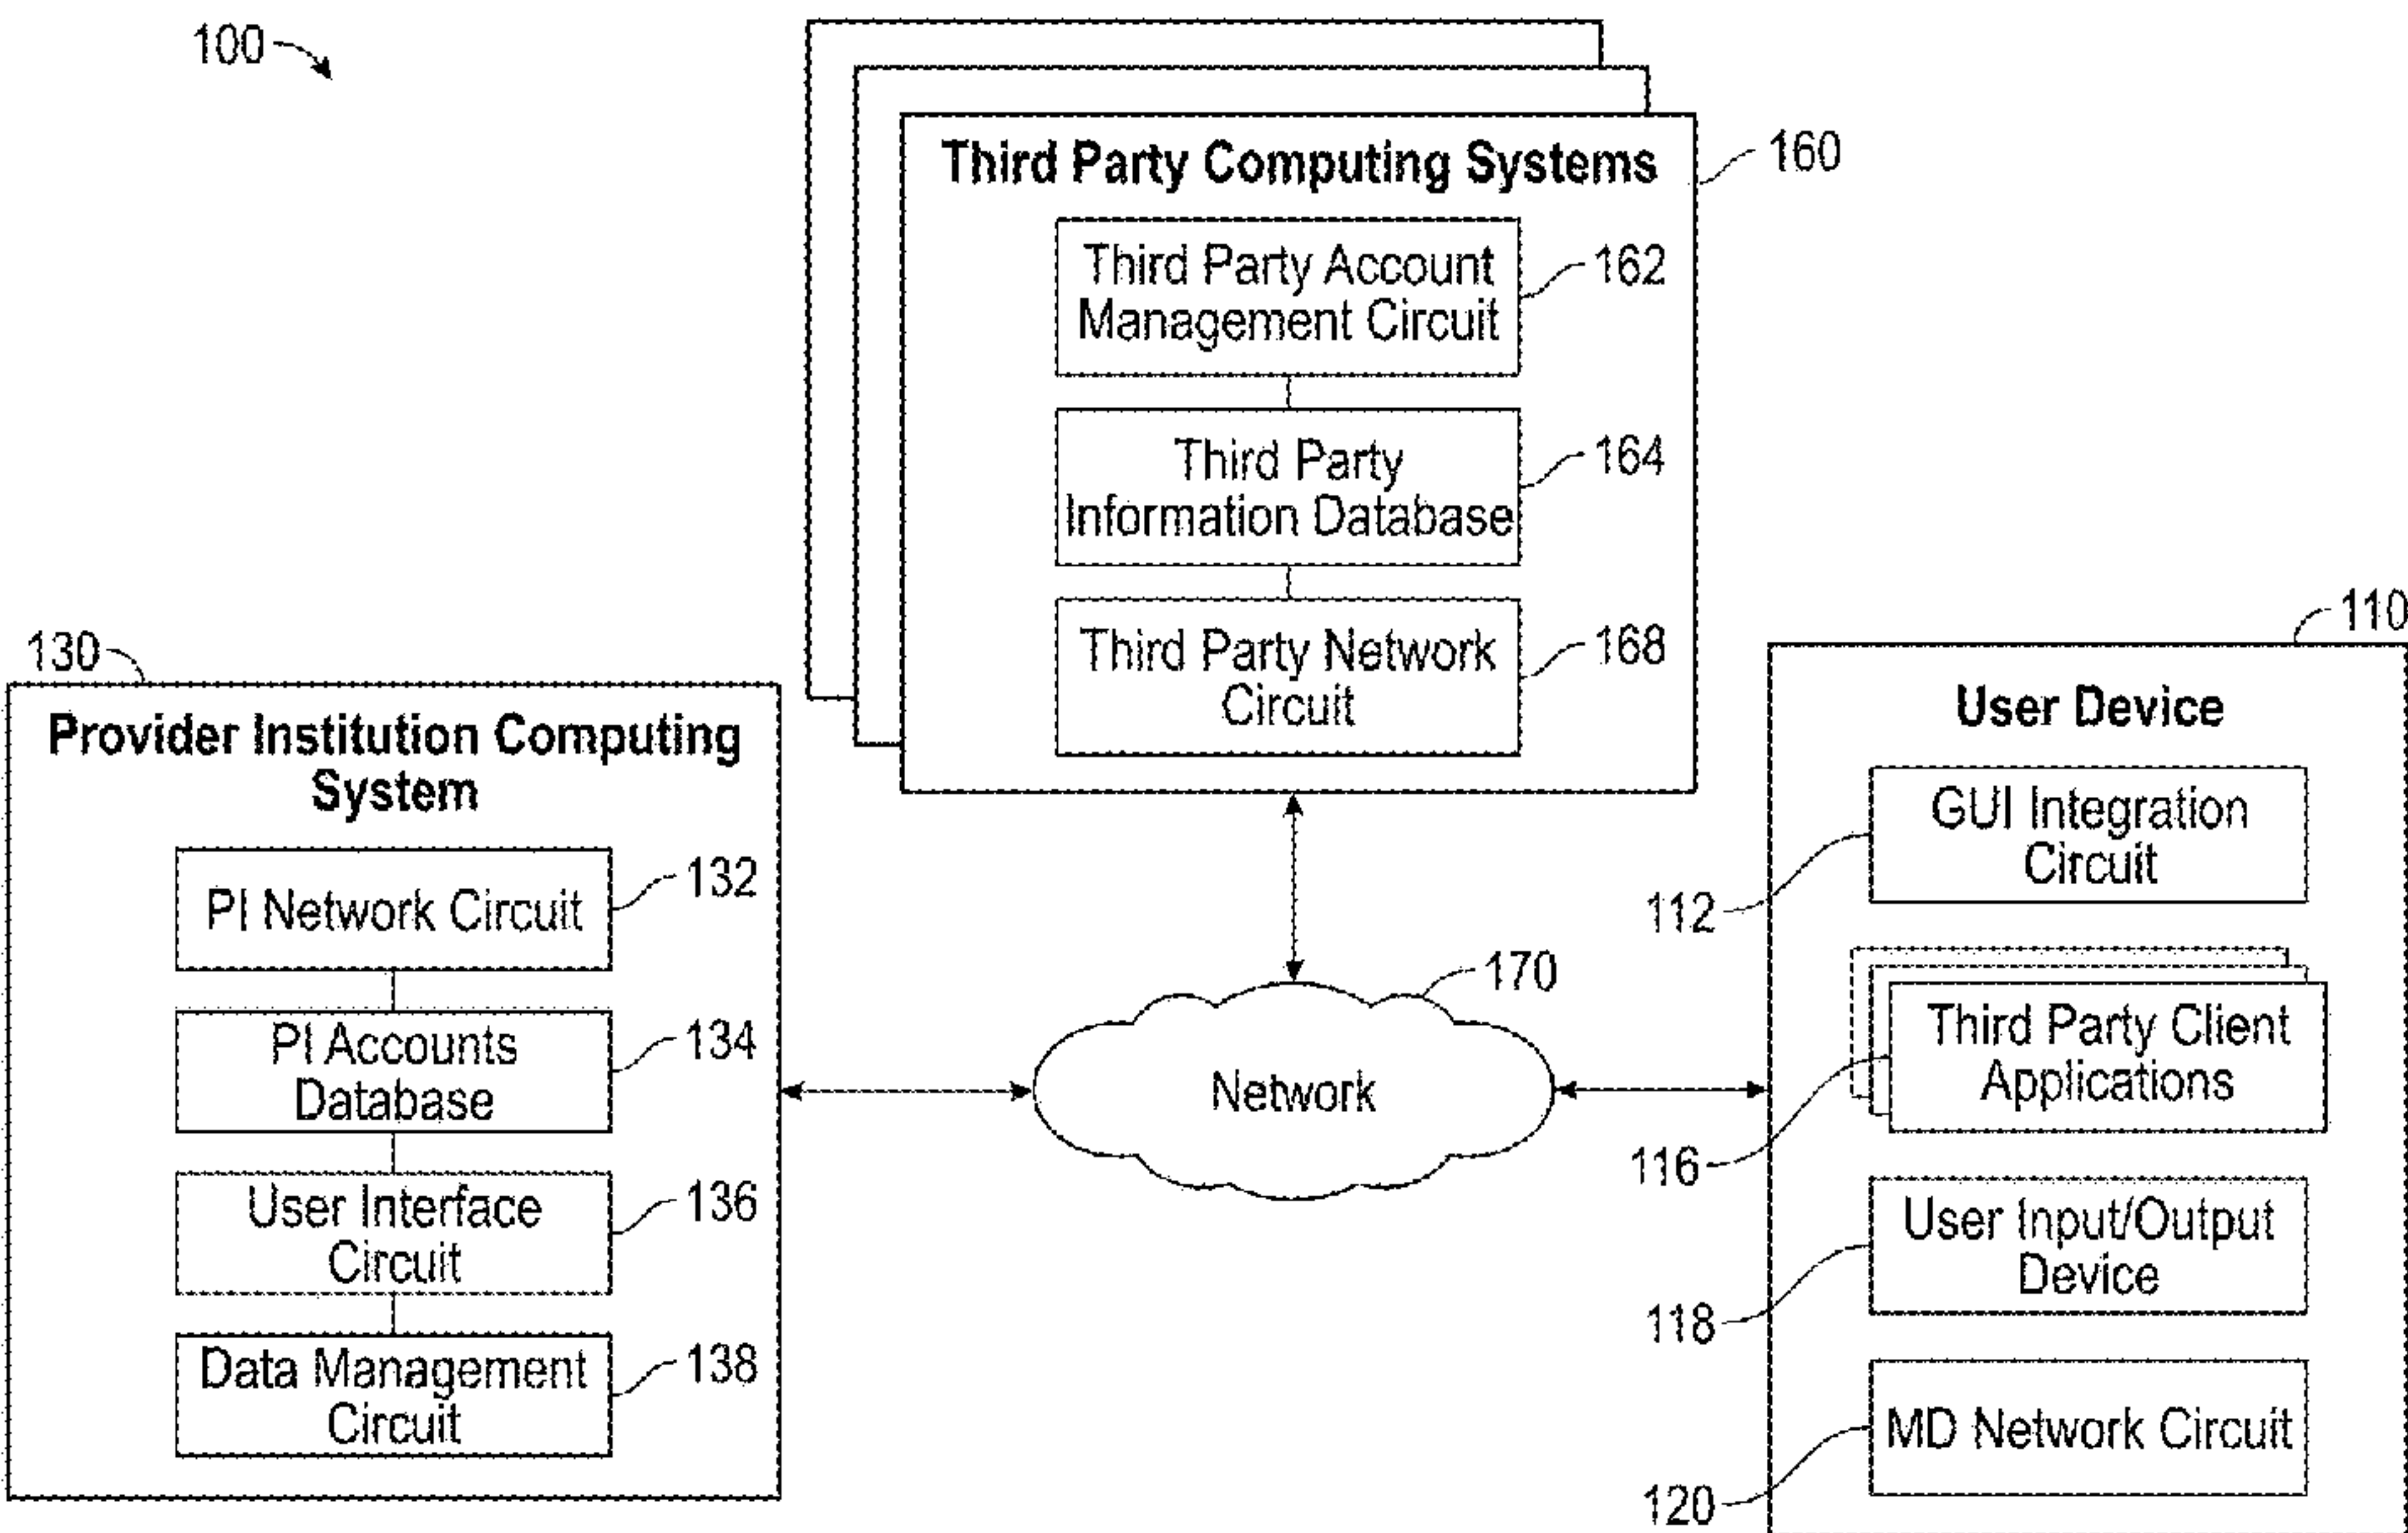 100
Third Party Computing Systems
160
Third Party Account
Management Circuit
162
Third Party
Information Database
164
Third Party Network
Circuit
168
130
Provider Institution Computing
System
PI Network Circuit
132
PI Accounts
Database
134
User Interface
Circuit
136
Data Management
Circuit
138
170
Network
110
User Device
GUI Integration
Circuit
112
Third Party Client
Applications
116
User Input/Output
Device
118
MD Network Circuit
120